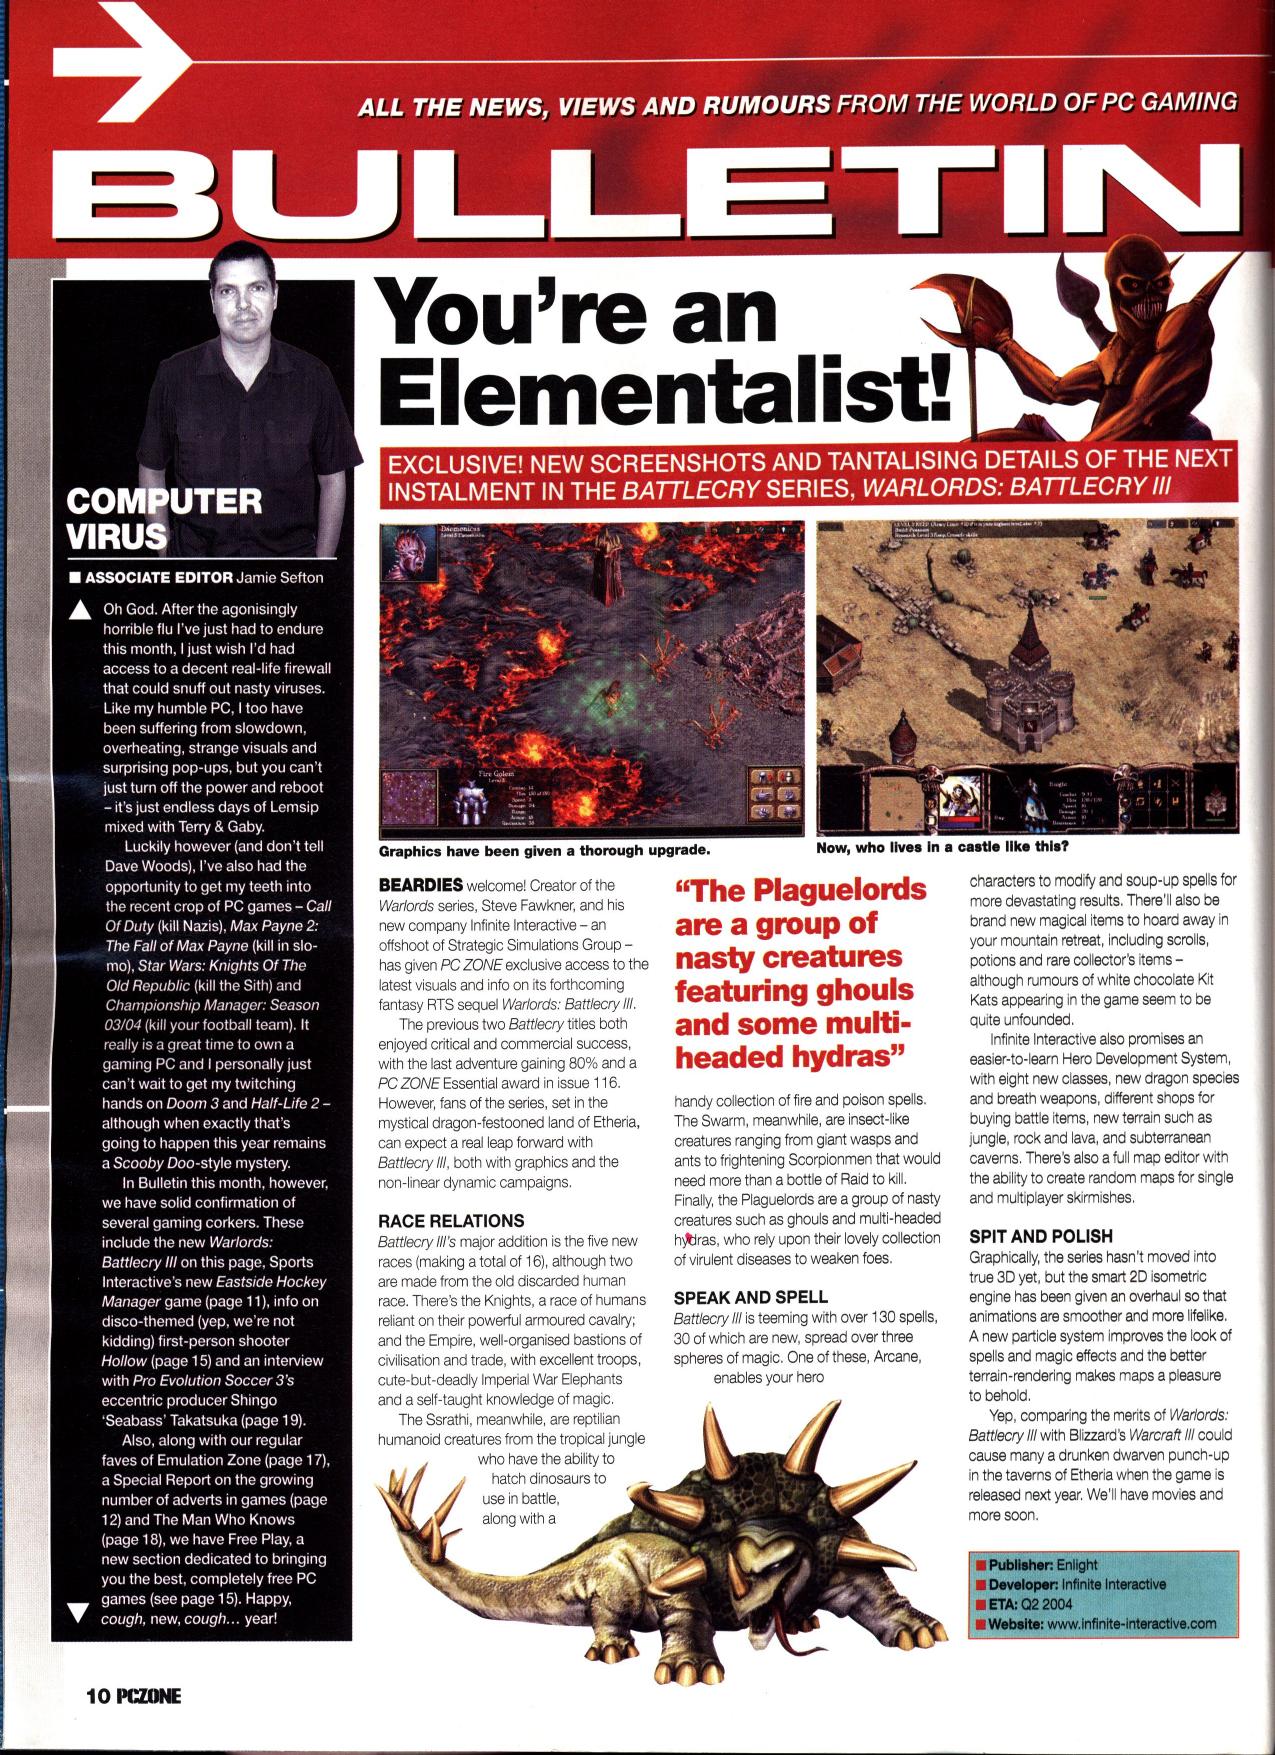 ALL THE NEWS, VIEWS AND RUMOURS FROM THE WORLD OF PC GAMING
BULLETIN
COMPUTER
VIRUS
ASSOCIATE EDITOR Jamie Sefton
Oh God. After the agonisingly
horrible flu I've just had to endure
this month, I just wish I'd had
access to a decent real-life firewall
that could snuff out nasty viruses.
Like my humble PC, I too have
been suffering from slowdown,
overheating, strange visuals and
surprising pop-ups, but you can't
just turn off the power and reboot
– it's just endless days of Lemsip
mixed with Terry & Gaby.
Luckily however (and don't tell
Dave Woods), I've also had the
opportunity to get my teeth into
the recent crop of PC games – Call
Of Duty (kill Nazis), Max Payne 2:
The Fall of Max Payne (kill in slo-
mo), Star Wars: Knights Of The
Old Republic (kill the Sith) and
Championship Manager: Season
03/04 (kill your football team). It
really is a great time to own a
gaming PC and I personally just
can't wait to get my twitching
hands on Doom 3 and Half-Life 2 –
although when exactly that's
going to happen this year remains
a Scooby Doo-style mystery.
In Bulletin this month, however,
we have solid confirmation of
several gaming corkers. These
include the new Warlords:
Battlecry III on this page, Sports
Interactive's new Eastside Hockey
Manager game (page 11), info on
disco-themed (yep, we're not
kidding) first-person shooter
Hollow (page 15) and an interview
with Pro Evolution Soccer 3's
eccentric producer Shingo
'Seabass' Takatsuka (page 19).
Also, along with our regular
faves of Emulation Zone (page 17),
a Special Report on the growing
number of adverts in games (page
12) and The Man Who Knows
(page 18), we have Free Play, a
new section dedicated to bringing
you the best, completely free PC
games (see page 15). Happy,
cough, new, cough... year!
You're an
Elementalist!
EXCLUSIVE! NEW SCREENSHOTS AND TANTALISING DETAILS OF THE NEXT
INSTALMENT IN THE BATTLECRY SERIES, WARLORDS: BATTLECRY III
Daemonicus
Fire Golem
Knight
Graphics have been given a thorough upgrade.
Now, who lives in a castle like this?
BEARDIES welcome! Creator of the
Warlords series, Steve Fawkner, and his
new company Infinite Interactive – an
offshoot of Strategic Simulations Group –
has given PC ZONE exclusive access to the
latest visuals and info on its forthcoming
fantasy RTS sequel Warlords: Battlecry III.
The previous two Battlecry titles both
enjoyed critical and commercial success,
with the last adventure gaining 80% and a
PC ZONE Essential award in issue 116.
However, fans of the series, set in the
mystical dragon-festooned land of Etheria,
can expect a real leap forward with
Battlecry III, both with graphics and the
non-linear dynamic campaigns.
RACE RELATIONS
Battlecry III's major addition is the five new
races (making a total of 16), although two
are made from the old discarded human
race. There's the Knights, a race of humans
reliant on their powerful armoured cavalry;
and the Empire, well-organised bastions of
civilisation and trade, with excellent troops,
cute-but-deadly Imperial War Elephants
and a self-taught knowledge of magic.
The Ssrathi, meanwhile, are reptilian
humanoid creatures from the tropical jungle
who have the ability to
hatch dinosaurs to
use in battle,
along with a
"The Plaguelords
are a group of
nasty creatures
featuring ghouls
and some multi-
headed hydras"
handy collection of fire and poison spells.
The Swarm, meanwhile, are insect-like
creatures ranging from giant wasps and
ants to frightening Scorpionmen that would
need more than a bottle of Raid to kill.
Finally, the Plaguelords are a group of nasty
creatures such as ghouls and multi-headed
hydras, who rely upon their lovely collection
of virulent diseases to weaken foes.
SPEAK AND SPELL
Battlecry III is teeming with over 130 spells,
30 of which are new, spread over three
spheres of magic. One of these, Arcane,
enables your hero
characters to modify and soup-up spells for
more devastating results. There'll also be
brand new magical items to hoard away in
your mountain retreat, including scrolls,
potions and rare collector's items –
although rumours of white chocolate Kit
Kats appearing in the game seem to be
quite unfounded.
Infinite Interactive also promises an
easier-to-learn Hero Development System,
with eight new classes, new dragon species
and breath weapons, different shops for
buying battle items, new terrain such as
jungle, rock and lava, and subterranean
caverns. There's also a full map editor with
the ability to create random maps for single
and multiplayer skirmishes.
SPIT AND POLISH
Graphically, the series hasn't moved into
true 3D yet, but the smart 2D isometric
engine has been given an overhaul so that
animations are smoother and more lifelike.
A new particle system improves the look of
spells and magic effects and the better
terrain-rendering makes maps a pleasure
to behold.
Yep, comparing the merits of Warlords:
Battlecry III with Blizzard's Warcraft III could
cause many a drunken dwarven punch-up
in the taverns of Etheria when the game is
released next year. We'll have movies and
more soon.
Publisher: Enlight
Developer: Infinite Interactive
ETA: Q2 2004
Website: www.infinite-interactive.com
10 PCZONE